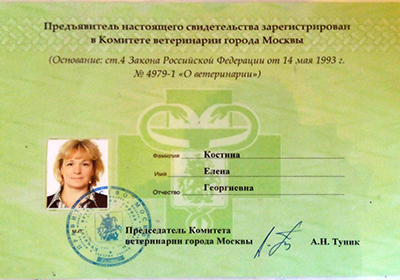 Предъявитель настоящего свидетельства зарегистрирован
в Комитете ветеринарии города Москвы
(Основание: ст.4 Закона Российской Федерации от 14 мая 1993 г.
№ 4979-1 «О ветеринарии»)
Фамилия Костина
Имя Елена
Отчество Георгиевна
М.П.
Председатель Комитета
ветеринарии города Москвы А.Н. Туник